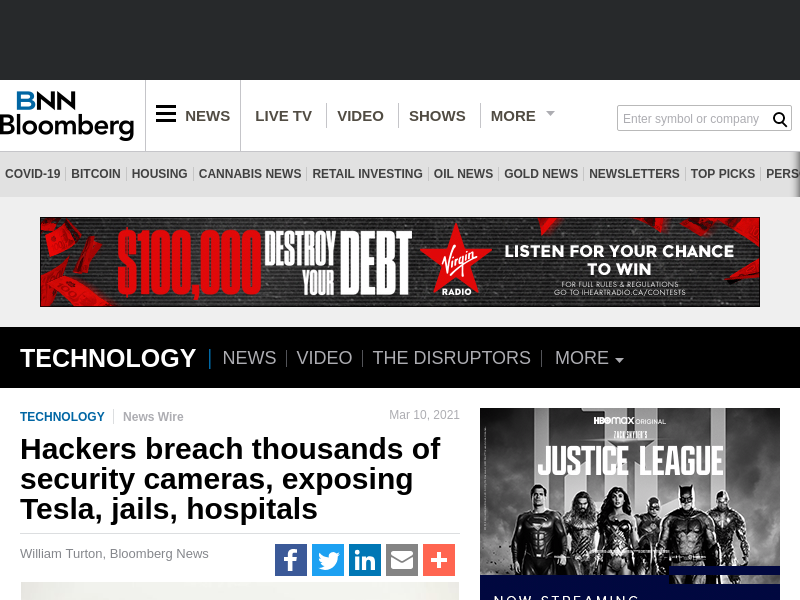 BNN
Bloomberg
NEWS
LIVE TV
VIDEO
SHOWS
MORE
Enter symbol or company
COVID-19
BITCOIN
HOUSING
CANNABIS NEWS
RETAIL INVESTING
OIL NEWS
GOLD NEWS
NEWSLETTERS
TOP PICKS
PERS
$100,000 DESTROY YOUR DEBT
Virgin
RADIO
LISTEN FOR YOUR CHANCE
TO WIN
FOR FULL RULES & REGULATIONS
GO TO IHEARTRADIO.CA/CONTESTS
TECHNOLOGY
NEWS
VIDEO
THE DISRUPTORS
MORE
TECHNOLOGY
News Wire
Mar 10, 2021
Hackers breach thousands of
security cameras, exposing
Tesla, jails, hospitals
William Turton, Bloomberg News
HBOMAX ORIGINAL
ZACK SNYDER'S
JUSTICE LEAGUE
NOW STREAMING